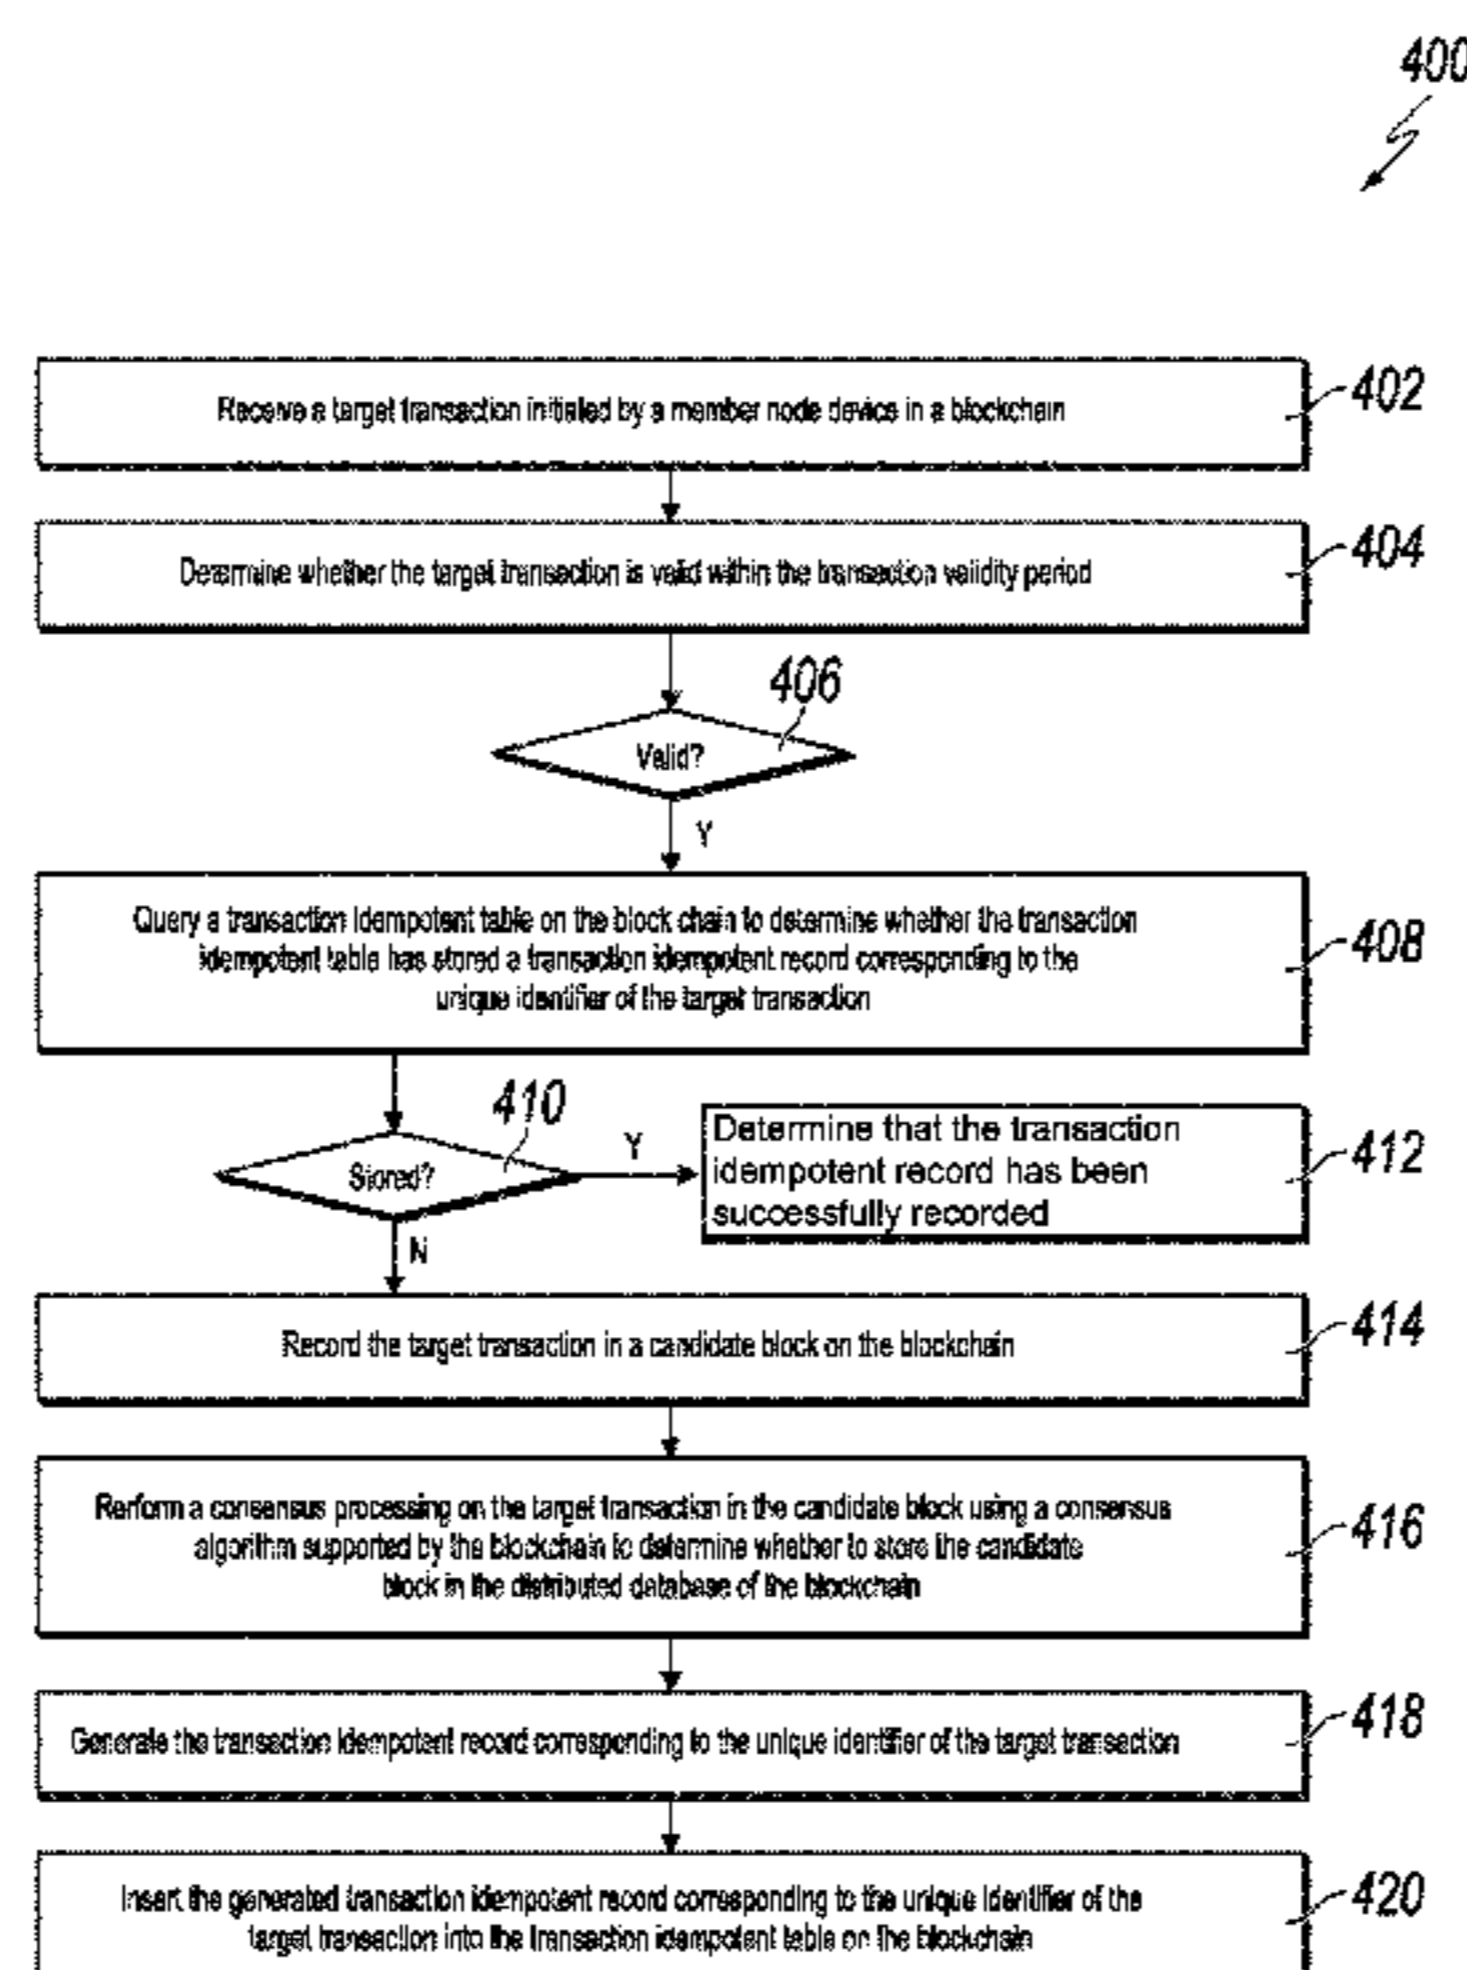 400
Receive a target transaction initiated by a member node device in a blockchain
402
Determine whether the target transaction is valid within the transaction validity period
404
406
Valid?
Y
Query a transaction idempotent table on the block chain to determine whether the transaction
idempotent table has stored a transaction idempotent record corresponding to the
unique identifier of the target transaction
408
410
Stored?
Y
Determine that the transaction
idempotent record has been
successfully recorded
412
N
Record the target transaction in a candidate block on the blockchain
414
Perform a consensus processing on the target transaction in the candidate block using a consensus
algorithm supported by the blockchain to determine whether to store the candidate
block in the distributed database of the blockchain
416
Generate the transaction idempotent record corresponding to the unique identifier of the target transaction
418
Insert the generated transaction idempotent record corresponding to the unique identifier of the
target transaction into the transaction idempotent table on the blockchain
420